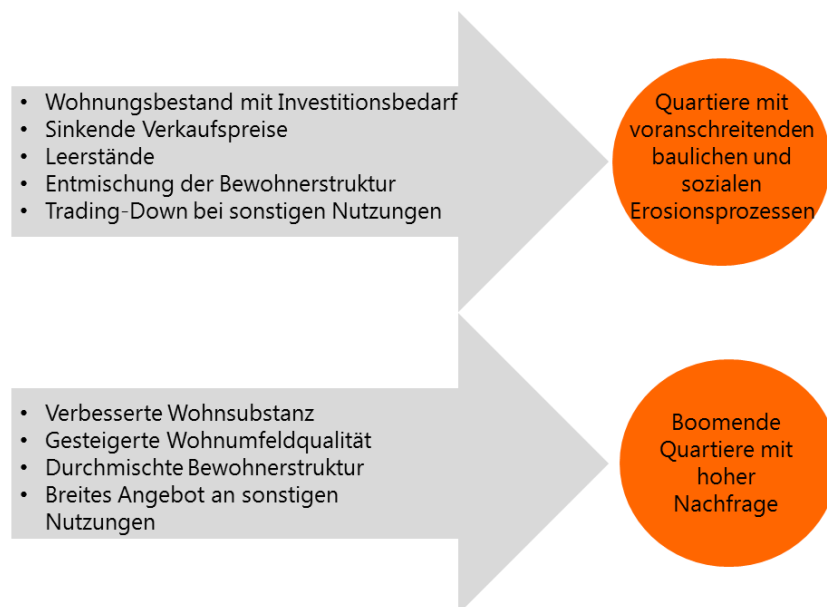 • Wohnungsbestand mit Investitionsbedarf
• Sinkende Verkaufspreise
• Leerstände
• Entmischung der Bewohnerstruktur
• Trading-Down bei sonstigen Nutzungen
Quartiere mit
voranschreitenden
baulichen und
sozialen
Erosionsprozessen
• Verbesserte Wohnsubstanz
• Gesteigerte Wohnumfeldqualität
• Durchmischte Bewohnerstruktur
• Breites Angebot an sonstigen
Nutzungen
Boomende
Quartiere mit
hoher
Nachfrage